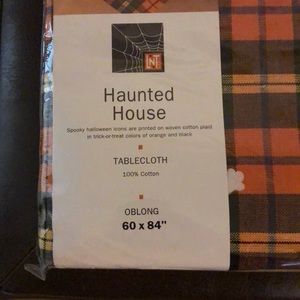 LNT
Haunted
House
Spooky halloween icons are printed on woven cotton plaid
in trick-or-treat colors of orange and black
TABLECLOTH
100% Cotton
OBLONG
60 x 84"